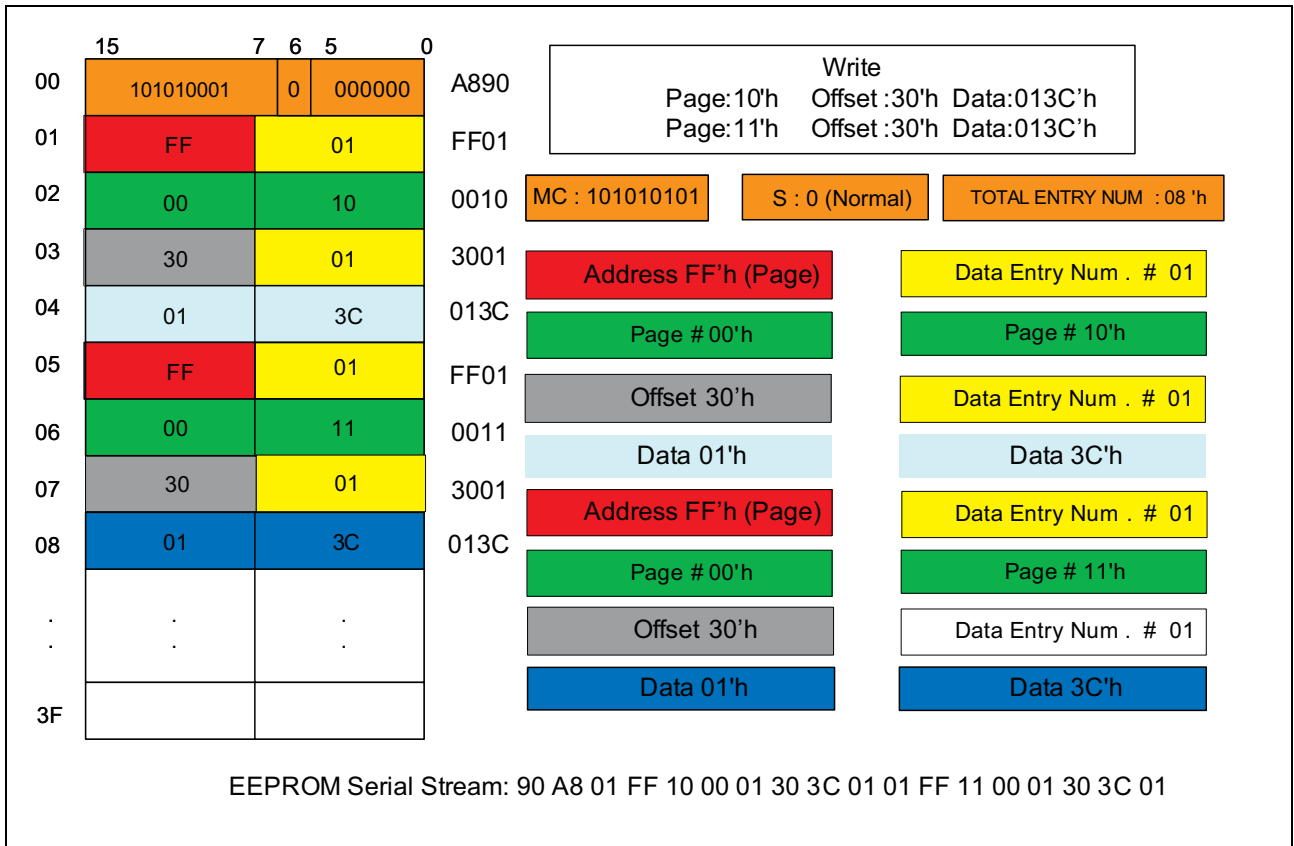 15 7 6 5 0
00 101010001 0 000000 A890
01 FF 01 FF01
02 00 10 0010
03 30 01 3001
04 01 3C 013C
05 FF 01 FF01
06 00 11 0011
07 30 01 3001
08 01 3C 013C
. . .
. . .
3F
Write
Page:10'h Offset :30'h Data:013C’h
Page:11'h Offset :30'h Data:013C’h
MC : 101010101 S : 0 (Normal) TOTAL ENTRY NUM : 08 'h
Address FF’h (Page) Data Entry Num . # 01
Page # 00'h Page # 10'h
Offset 30’h Data Entry Num . # 01
Data 01'h Data 3C'h
Address FF’h (Page) Data Entry Num . # 01
Page # 00'h Page # 11'h
Offset 30’h Data Entry Num . # 01
Data 01'h Data 3C'h
EEPROM Serial Stream: 90 A8 01 FF 10 00 01 30 3C 01 01 FF 11 00 01 30 3C 01